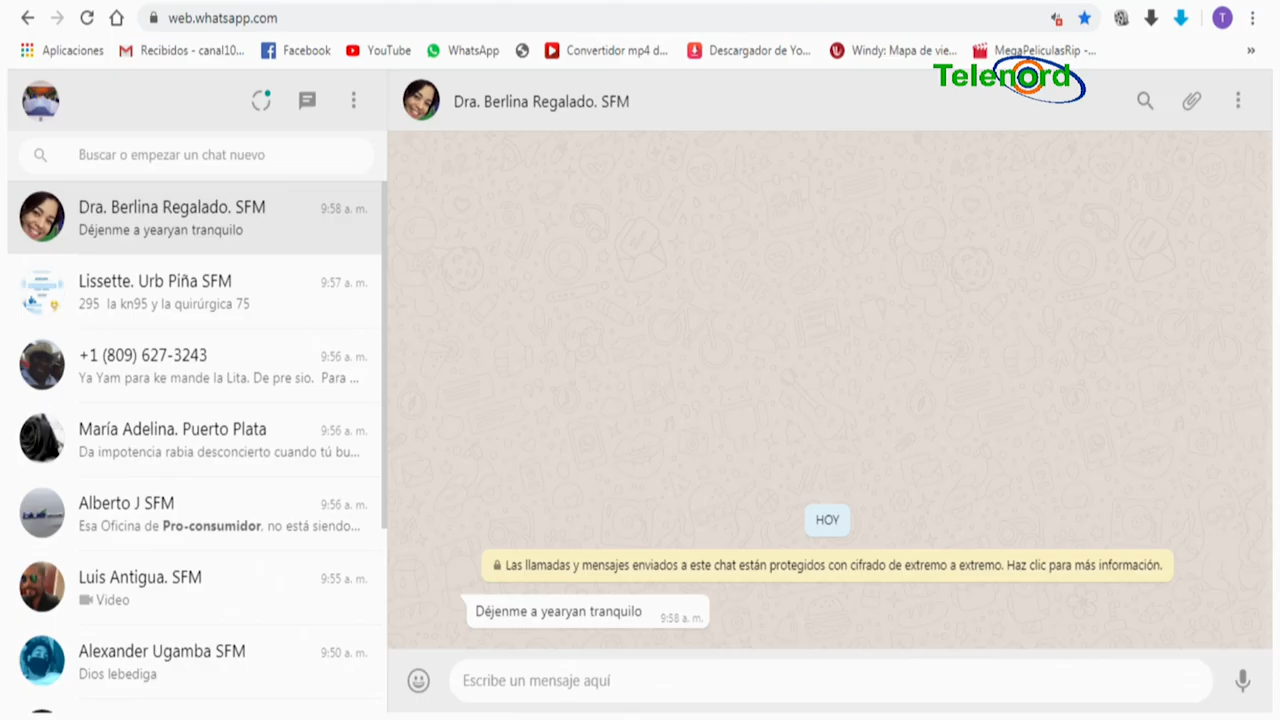 web.whatsapp.com
Aplicaciones
Recibidos - canal10...
Facebook
YouTube
WhatsApp
Convertidor mp4 d...
Descargador de Yo...
Windy: Mapa de vie...
MegaPeliculasRip -...
»
T
Telenord
Dra. Berlina Regalado. SFM
Buscar o empezar un chat nuevo
Dra. Berlina Regalado. SFM
9:58 a. m.
Déjenme a yearyan tranquilo
Lissette. Urb Piña SFM
9:57 a. m.
295 la kn95 y la quirúrgica 75
+1 (809) 627-3243
9:56 a. m.
Ya Yam para ke mande la Lita. De pre sio. Para ...
María Adelina. Puerto Plata
9:56 a. m.
Da impotencia rabia desconcierto cuando tú bu...
Alberto J SFM
9:56 a. m.
Esa Oficina de Pro-consumidor. no está siendo...
Luis Antigua. SFM
9:55 a. m.
Video
Alexander Ugamba SFM
9:50 a. m.
Dios lebediga
HOY
Las llamadas y mensajes enviados a este chat están protegidos con cifrado de extremo a extremo. Haz clic para más información.
Déjenme a yearyan tranquilo
9:58 a. m.
Escribe un mensaje aquí